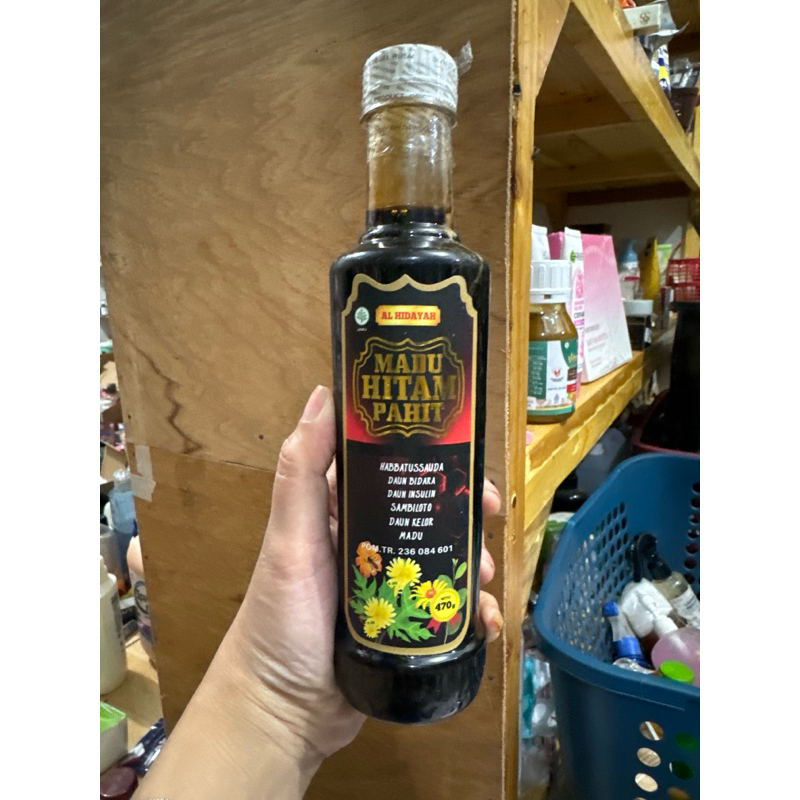 AL HIDAYAH
JAMU
MADU
HITAM
PAHIT
HABBATUSSAUDA
DAUN BIDARA
DAUN INSULIN
SAMBILOTO
DAUN KELOR
MADU
POM.TR. 236 084 601
470g